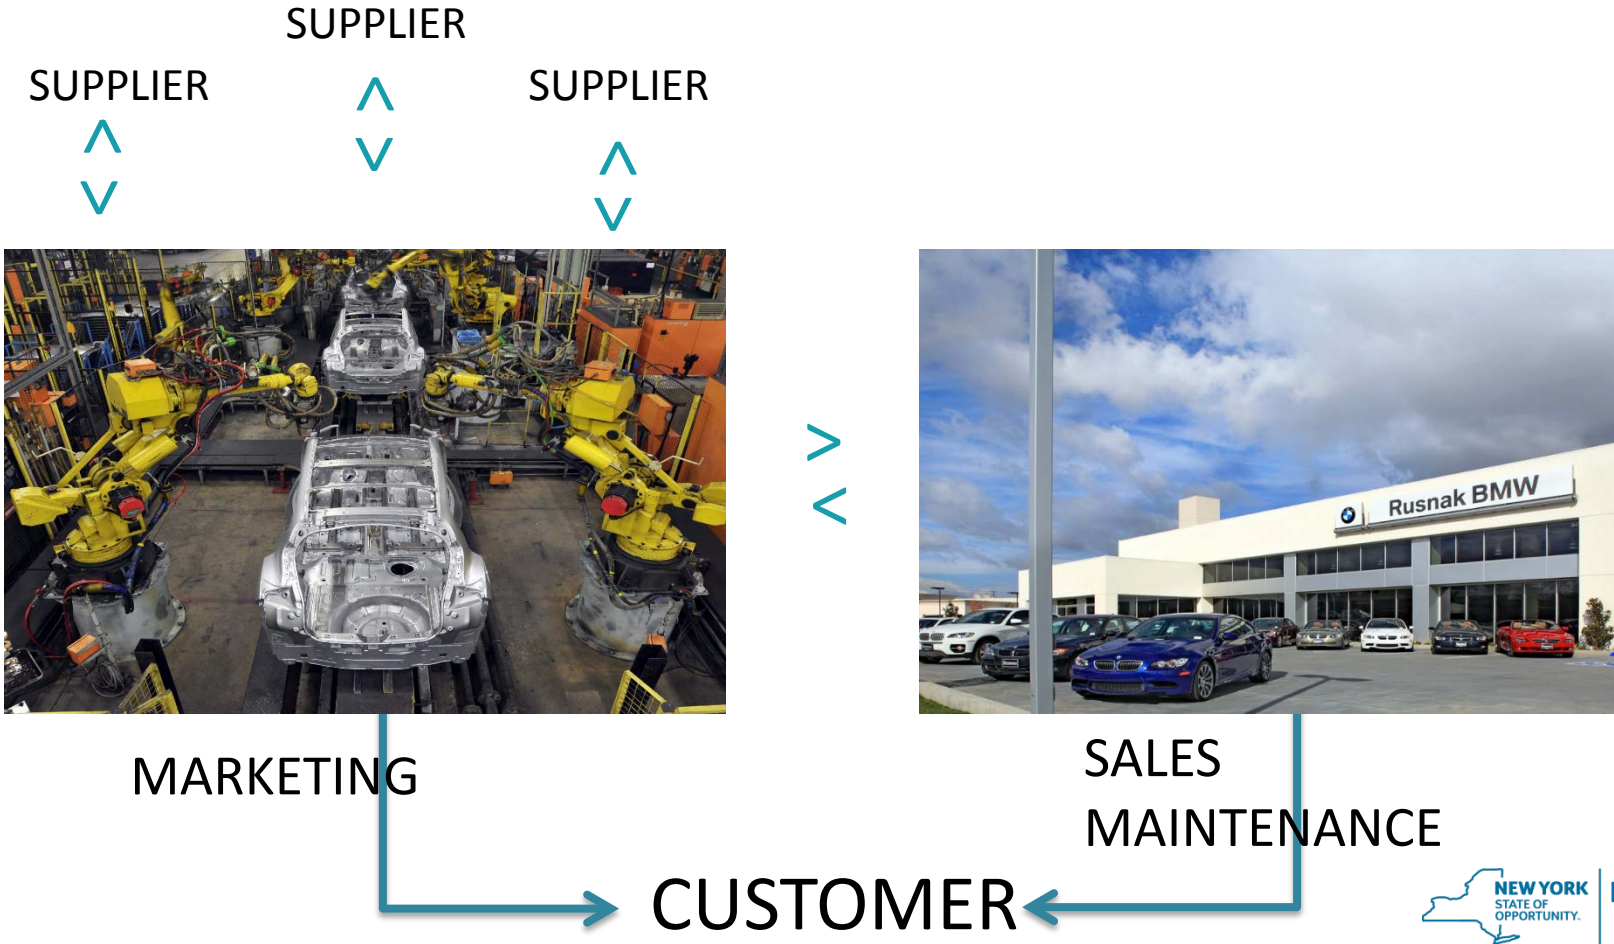 SUPPLIER
SUPPLIER
SUPPLIER
Rusnak BMW
MARKETING
SALES
MAINTENANCE
CUSTOMER
NEW YORK
STATE OF
OPPORTUNITY.